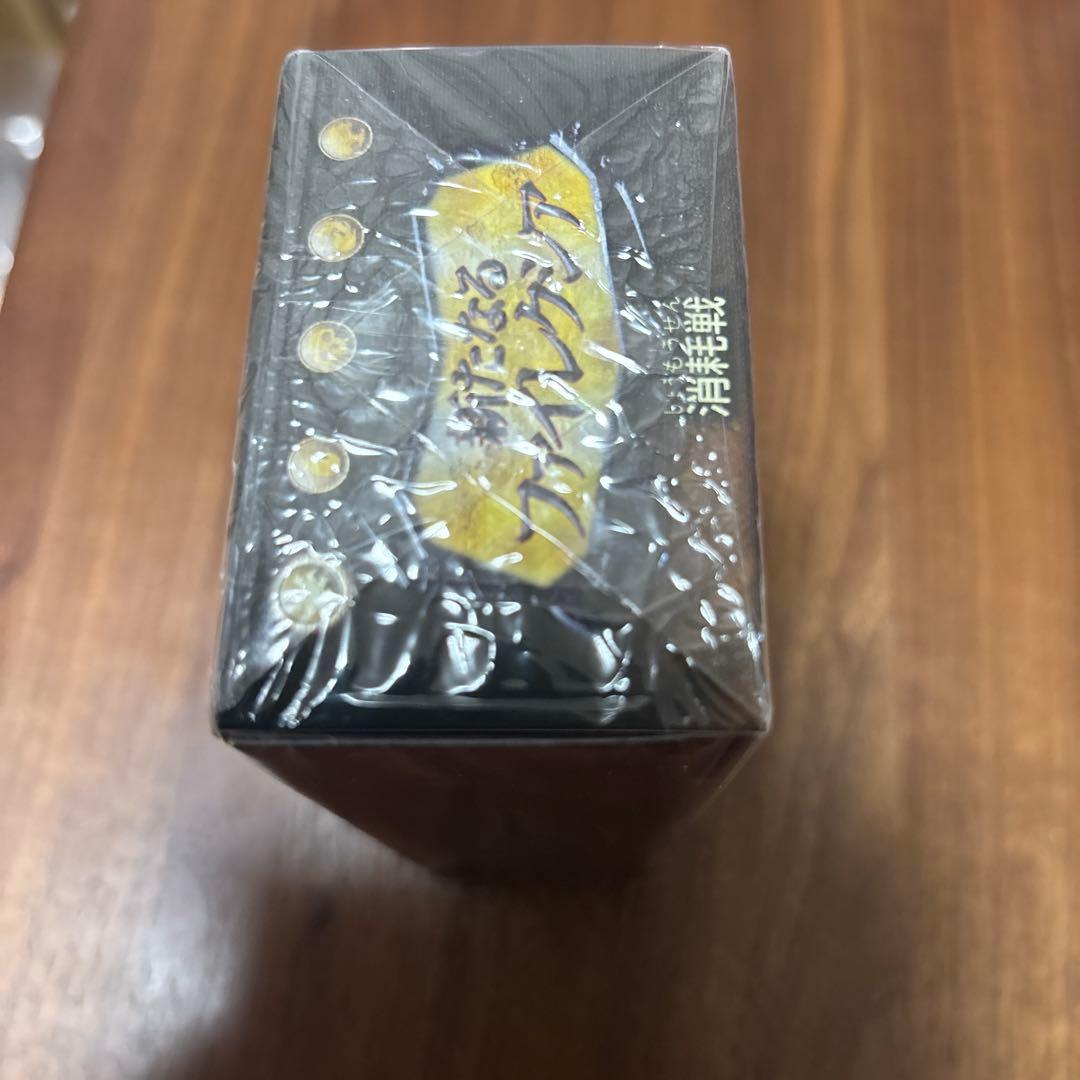 新たなる
ファイレクシア
しょうもうせん
消耗戦